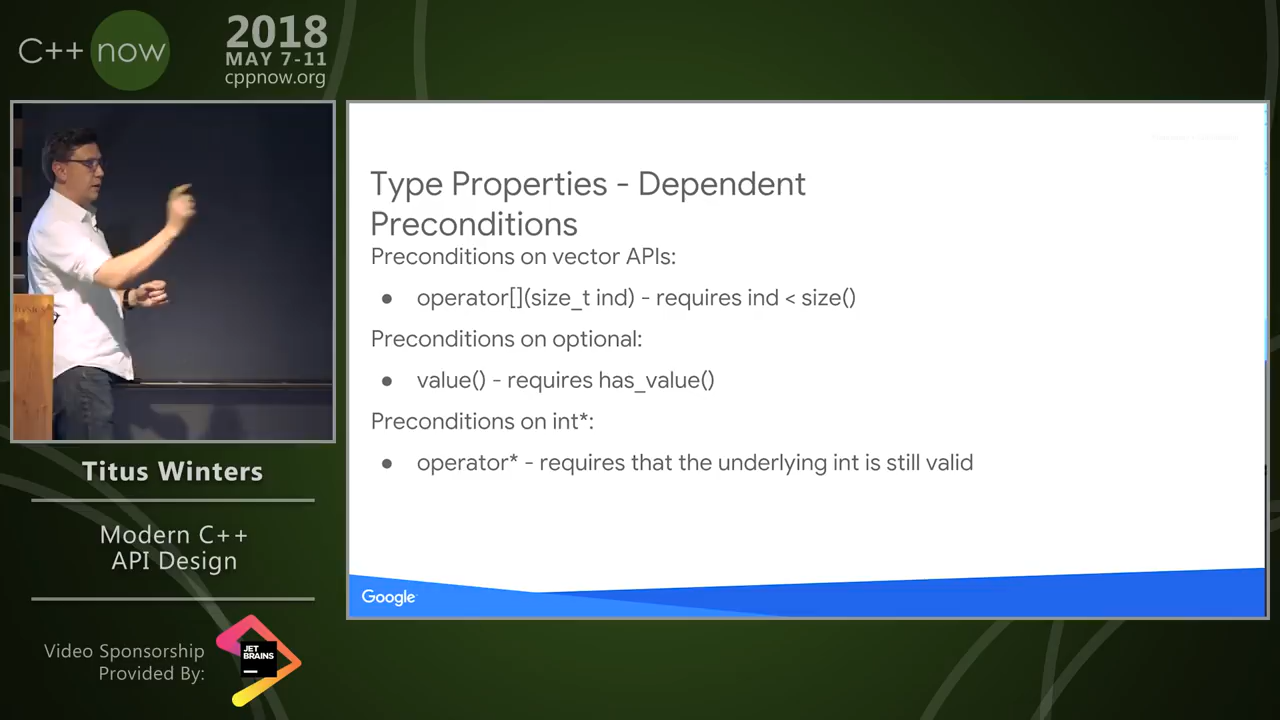 C++ now
2018
MAY 7-11
cppnow.org
Type Properties - Dependent
Preconditions
Preconditions on vector APIs:
● operator[](size_t ind) - requires ind < size()
Preconditions on optional:
● value() - requires has_value()
Preconditions on int*:
● operator* - requires that the underlying int is still valid
Google
Titus Winters
Modern C++
API Design
Video Sponsorship
Provided By:
JET
BRAINS